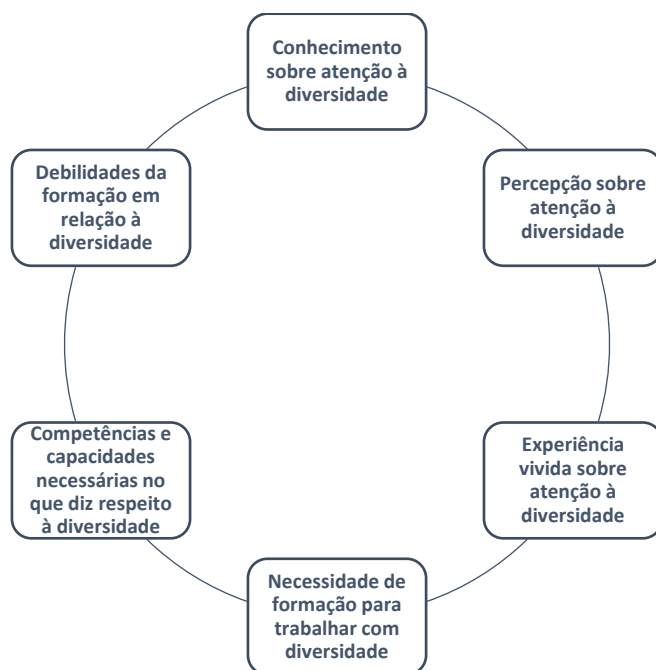 Conhecimento
sobre atenção à
diversidade
Percepção sobre
atenção à
diversidade
Experiência
vivida sobre
atenção à
diversidade
Necessidade de
formação para
trabalhar com
diversidade
Competências e
capacidades
necessárias no
que diz respeito
à diversidade
Debilidades da
formação em
relação à
diversidade